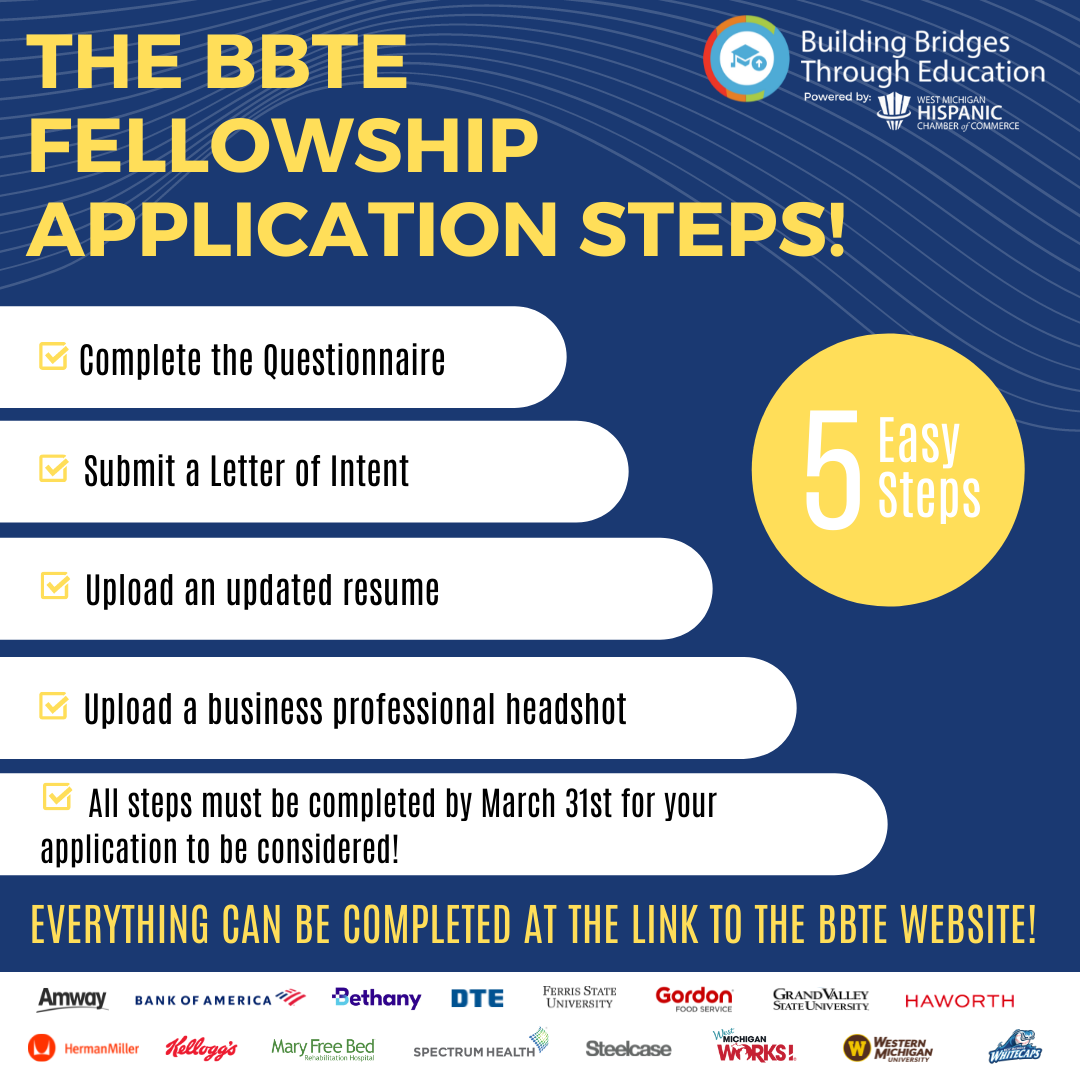 THE BBTE
FELLOWSHIP
APPLICATION STEPS!
Building Bridges
Through Education
Powered by:
WEST MICHIGAN
HISPANIC
CHAMBER of COMMERCE
Complete the Questionnaire
Submit a Letter of Intent
Upload an updated resume
Upload a business professional headshot
All steps must be completed by March 31st for your
application to be considered!
5
Easy
Steps
EVERYTHING CAN BE COMPLETED AT THE LINK TO THE BBTE WEBSITE!
Amway
BANK OF AMERICA
Bethany
DTE
FERRIS STATE
UNIVERSITY
Gordon
FOOD SERVICE
GRANDVALLEY
STATE UNIVERSITY
HAWORTH
HermanMiller
Kellogg's
Mary Free Bed
Rehabilitation Hospital
SPECTRUM HEALTH
Steelcase
West
MICHIGAN
WORKS!
W
WESTERN
MICHIGAN
UNIVERSITY
WHITECAPS